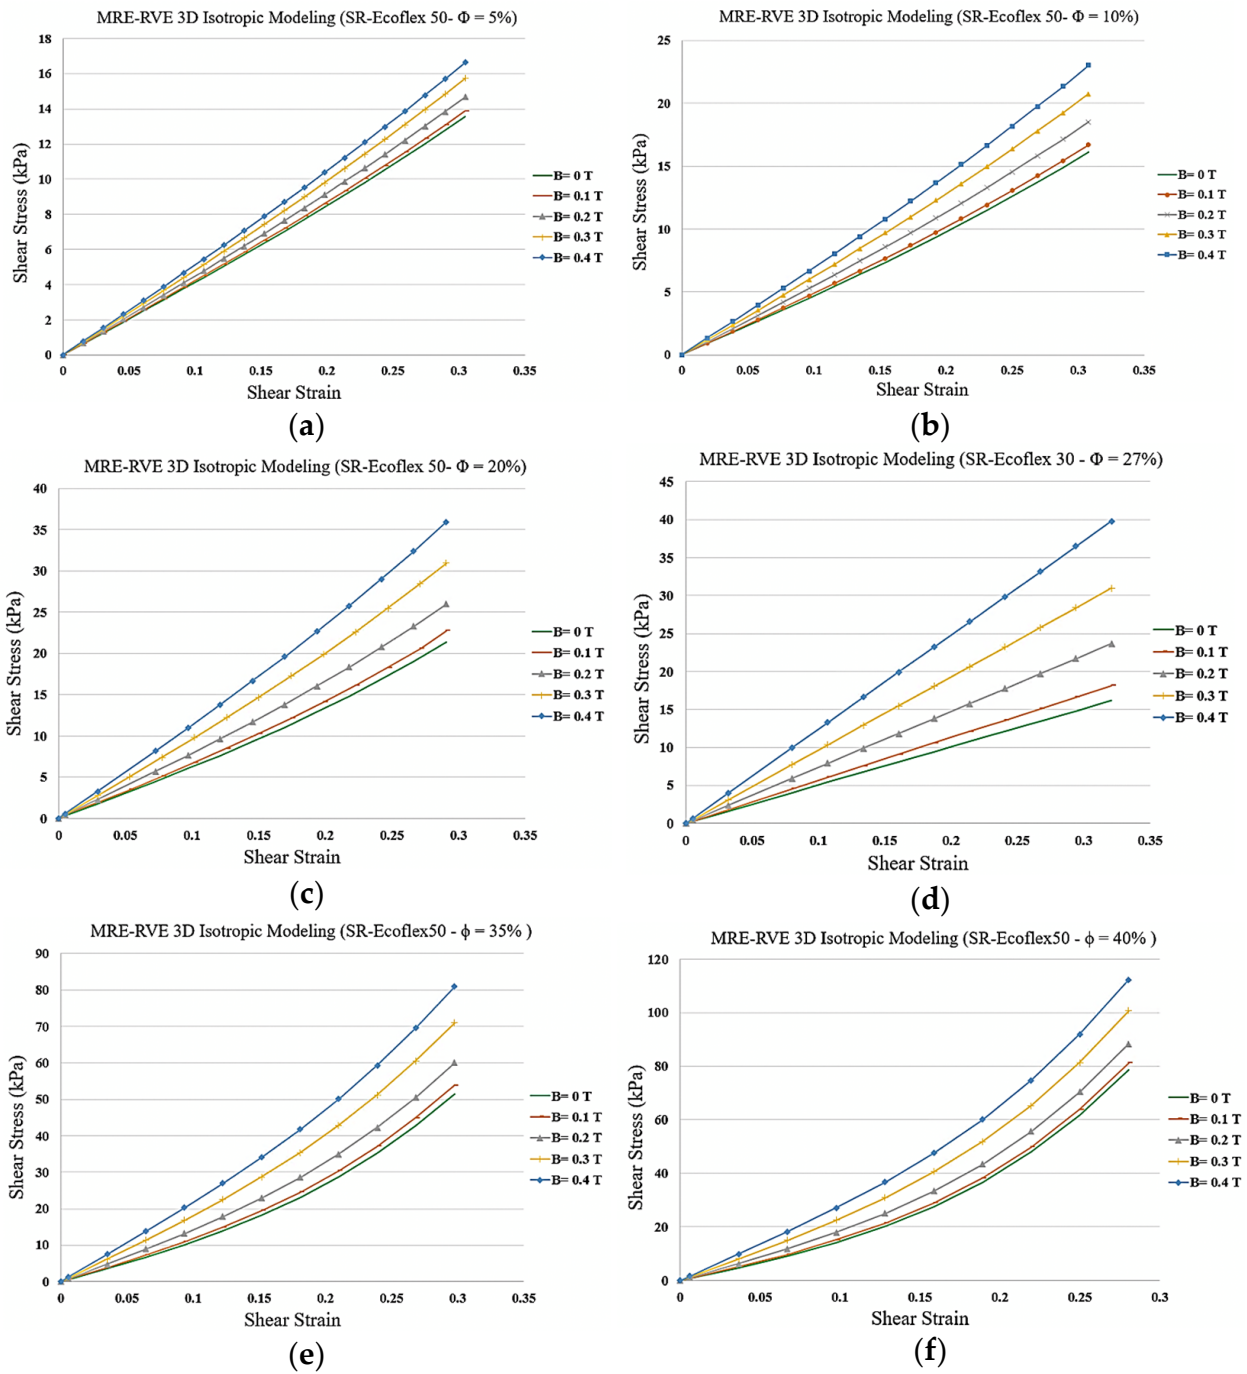 MRE-RVE 3D Isotropic Modeling (SR-Ecoflex 50- Φ = 5%)
18
16
14
12
10
8
6
4
2
0
Shear Stress (kPa)
0 0.05 0.1 0.15 0.2 0.25 0.3 0.35
Shear Strain
B= 0 T
B= 0.1 T
B= 0.2 T
B= 0.3 T
B= 0.4 T
(a)
MRE-RVE 3D Isotropic Modeling (SR-Ecoflex 50- Φ = 10%)
25
20
15
10
5
0
Shear Stress (kPa)
0 0.05 0.1 0.15 0.2 0.25 0.3 0.35
Shear Strain
B= 0 T
B= 0.1 T
B= 0.2 T
B= 0.3 T
B= 0.4 T
(b)
MRE-RVE 3D Isotropic Modeling (SR-Ecoflex 50- Φ = 20%)
40
35
30
25
20
15
10
5
0
Shear Stress (kPa)
0 0.05 0.1 0.15 0.2 0.25 0.3 0.35
Shear Strain
B= 0 T
B= 0.1 T
B= 0.2 T
B= 0.3 T
B= 0.4 T
(c)
MRE-RVE 3D Isotropic Modeling (SR-Ecoflex 30 - Φ = 27%)
45
40
35
30
25
20
15
10
5
0
Shear Stress (kPa)
0 0.05 0.1 0.15 0.2 0.25 0.3 0.35
Shear Strain
B= 0 T
B= 0.1 T
B= 0.2 T
B= 0.3 T
B= 0.4 T
(d)
MRE-RVE 3D Isotropic Modeling (SR-Ecoflex50 - ϕ = 35% )
90
80
70
60
50
40
30
20
10
0
Shear Stress (kPa)
0 0.05 0.1 0.15 0.2 0.25 0.3 0.35
Shear Strain
B= 0 T
B= 0.1 T
B= 0.2 T
B= 0.3 T
B= 0.4 T
(e)
MRE-RVE 3D Isotropic Modeling (SR-Ecoflex50 - ϕ = 40% )
120
100
80
60
40
20
0
Shear Stress (kPa)
0 0.05 0.1 0.15 0.2 0.25 0.3
Shear Strain
B= 0 T
B= 0.1 T
B= 0.2 T
B= 0.3 T
B= 0.4 T
(f)